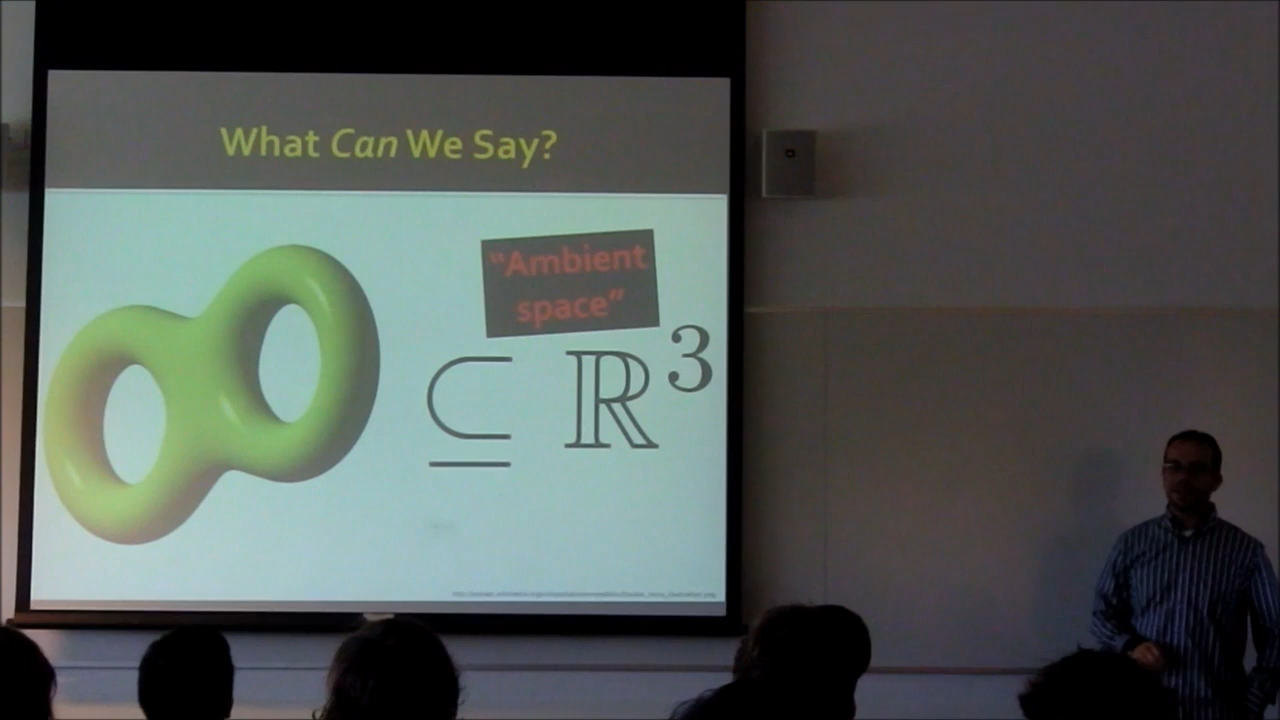 What Can We Say?
“Ambient
space”
⊆ ℝ³